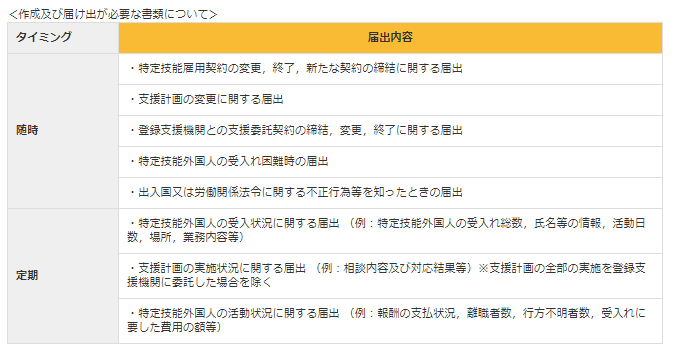 ＜作成及び届け出が必要な書類について＞
タイミング
届出内容
随時
・特定技能雇用契約の変更，終了，新たな契約の締結に関する届出
・支援計画の変更に関する届出
・登録支援機関との支援委託契約の締結，変更，終了に関する届出
・特定技能外国人の受入れ困難時の届出
・出入国又は労働関係法令に関する不正行為等を知ったときの届出
定期
・特定技能外国人の受入状況に関する届出 （例：特定技能外国人の受入れ総数，氏名等の情報，活動日
数，場所，業務内容等）
・支援計画の実施状況に関する届出 （例：相談内容及び対応結果等）※支援計画の全部の実施を登録支
援機関に委託した場合を除く
・特定技能外国人の活動状況に関する届出 （例：報酬の支払状況，離職者数，行方不明者数，受入れに
要した費用の額等）